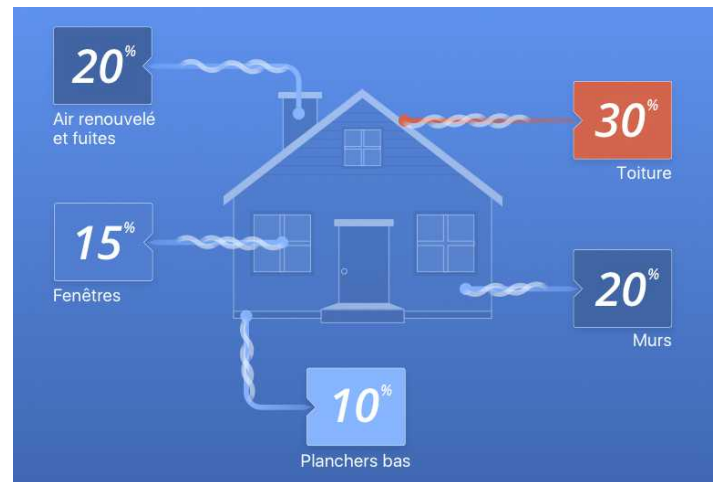 20%
Air renouvelé
et fuites
30%
Toiture
15%
Fenêtres
20%
Murs
10%
Planchers bas